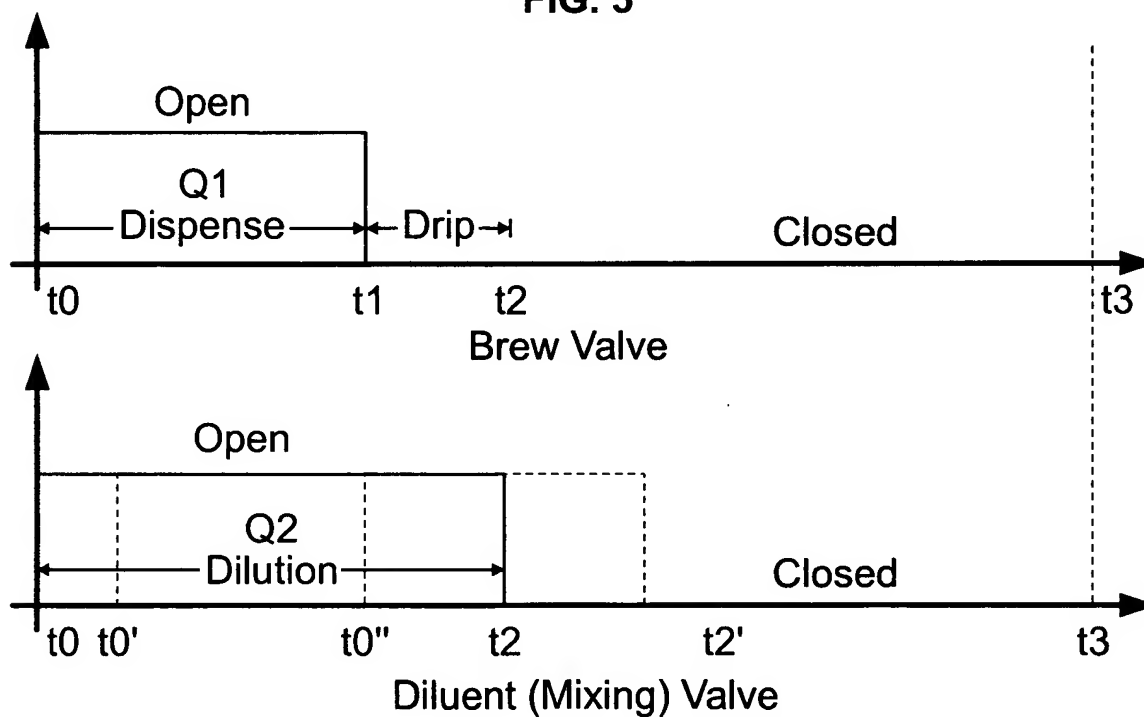 Open
Q1
Dispense
Drip
Closed
t0 t1 t2 t3
Brew Valve
Open
Q2
Dilution
Closed
t0 t0' t0" t2 t2' t3
Diluent (Mixing) Valve